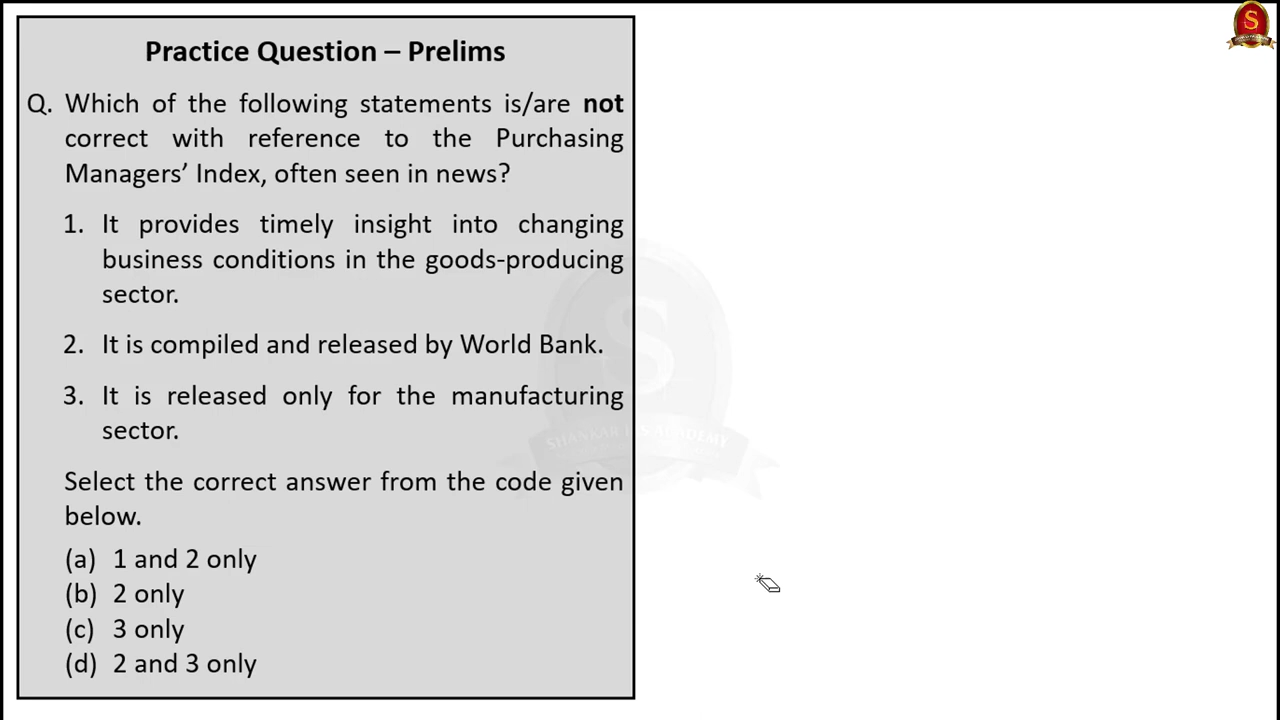 S
Practice Question – Prelims
Q. Which of the following statements is/are not
correct with reference to the Purchasing
Managers’ Index, often seen in news?
1. It provides timely insight into changing
business conditions in the goods-producing
sector.
2. It is compiled and released by World Bank.
3. It is released only for the manufacturing
sector.
SHANKAR IAS ACADEMY
Select the correct answer from the code given
below.
(a) 1 and 2 only
(b) 2 only
(c) 3 only
(d) 2 and 3 only